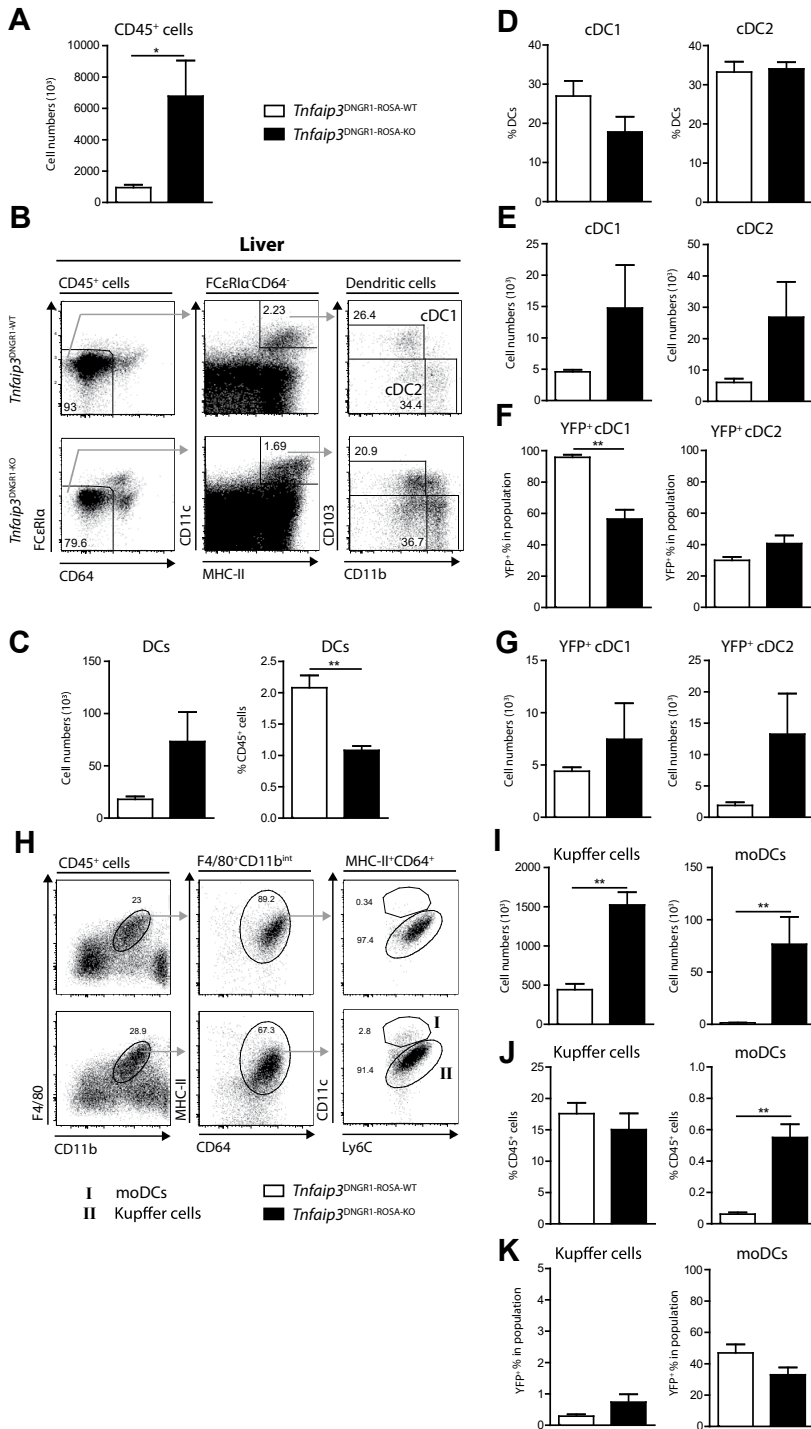 A
CD45⁺ cells
Cell numbers (10³)
10000
8000
6000
4000
2000
0
*
Tnfaip3ᴰᴺᴳᴿ¹⁻ᴿᴼˢᴬ⁻ᵂᵀ
Tnfaip3ᴰᴺᴳᴿ¹⁻ᴿᴼˢᴬ⁻ᴷᴼ
B
Liver
CD45⁺ cells
FCεRIα⁻CD64⁻
Dendritic cells
Tnfaip3ᴰᴺᴳᴿ¹⁻ᵂᵀ
93
2.23
26.4
cDC1
cDC2
34.4
Tnfaip3ᴰᴺᴳᴿ¹⁻ᴷᴼ
79.6
1.69
20.9
36.7
FCεRIα
CD64
CD11c
MHC-II
CD103
CD11b
C
DCs
Cell numbers (10³)
150
100
50
0
DCs
% CD45⁺ cells
2.5
2.0
1.5
1.0
0.5
0.0
**
D
cDC1
% DCs
40
30
20
10
0
cDC2
% DCs
40
30
20
10
0
E
cDC1
Cell numbers (10³)
25
20
15
10
5
0
cDC2
Cell numbers (10³)
50
40
30
20
10
0
F
YFP⁺ cDC1
YFP⁺ % in population
100
80
60
40
20
0
**
YFP⁺ cDC2
YFP⁺ % in population
100
80
60
40
20
0
G
YFP⁺ cDC1
Cell numbers (10³)
15
10
5
0
YFP⁺ cDC2
Cell numbers (10³)
25
20
15
10
5
0
H
CD45⁺ cells
F4/80⁺CD11bⁱⁿᵗ
MHC-II⁺CD64⁺
23
89.2
0.34
97.4
28.9
67.3
2.8
91.4
I
II
F4/80
CD11b
MHC-II
CD64
CD11c
Ly6C
I moDCs
II Kupffer cells
Tnfaip3ᴰᴺᴳᴿ¹⁻ᴿᴼˢᴬ⁻ᵂᵀ
Tnfaip3ᴰᴺᴳᴿ¹⁻ᴿᴼˢᴬ⁻ᴷᴼ
I
Kupffer cells
Cell numbers (10³)
2000
1500
1000
500
0
**
moDCs
Cell numbers (10³)
150
100
50
0
**
J
Kupffer cells
% CD45⁺ cells
25
20
15
10
5
0
moDCs
% CD45⁺ cells
1.0
0.8
0.6
0.4
0.2
0
**
K
Kupffer cells
YFP⁺ % in population
5
4
3
2
1
0
moDCs
YFP⁺ % in population
100
80
60
40
20
0